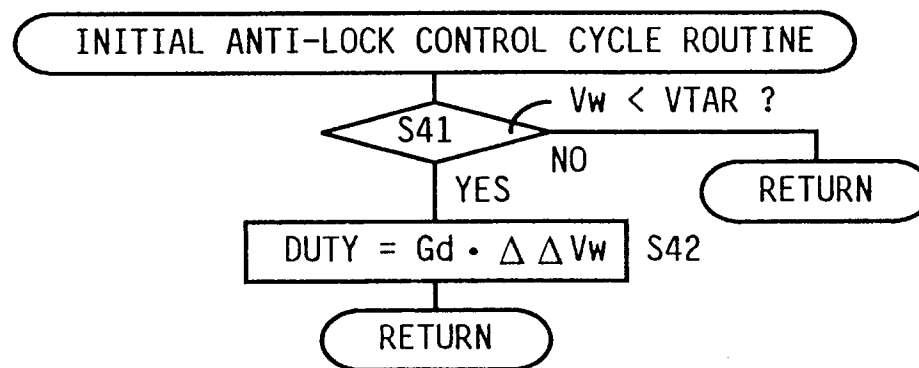 INITIAL ANTI-LOCK CONTROL CYCLE ROUTINE
Vw < VTAR ?
S41
NO
YES
RETURN
DUTY = Gd · Δ Δ Vw
S42
RETURN